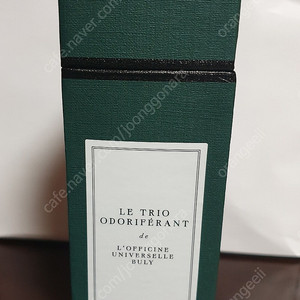 LE TRIO
ODORIFÉRANT
de
L'OFFICINE
UNIVERSELLE
BULY